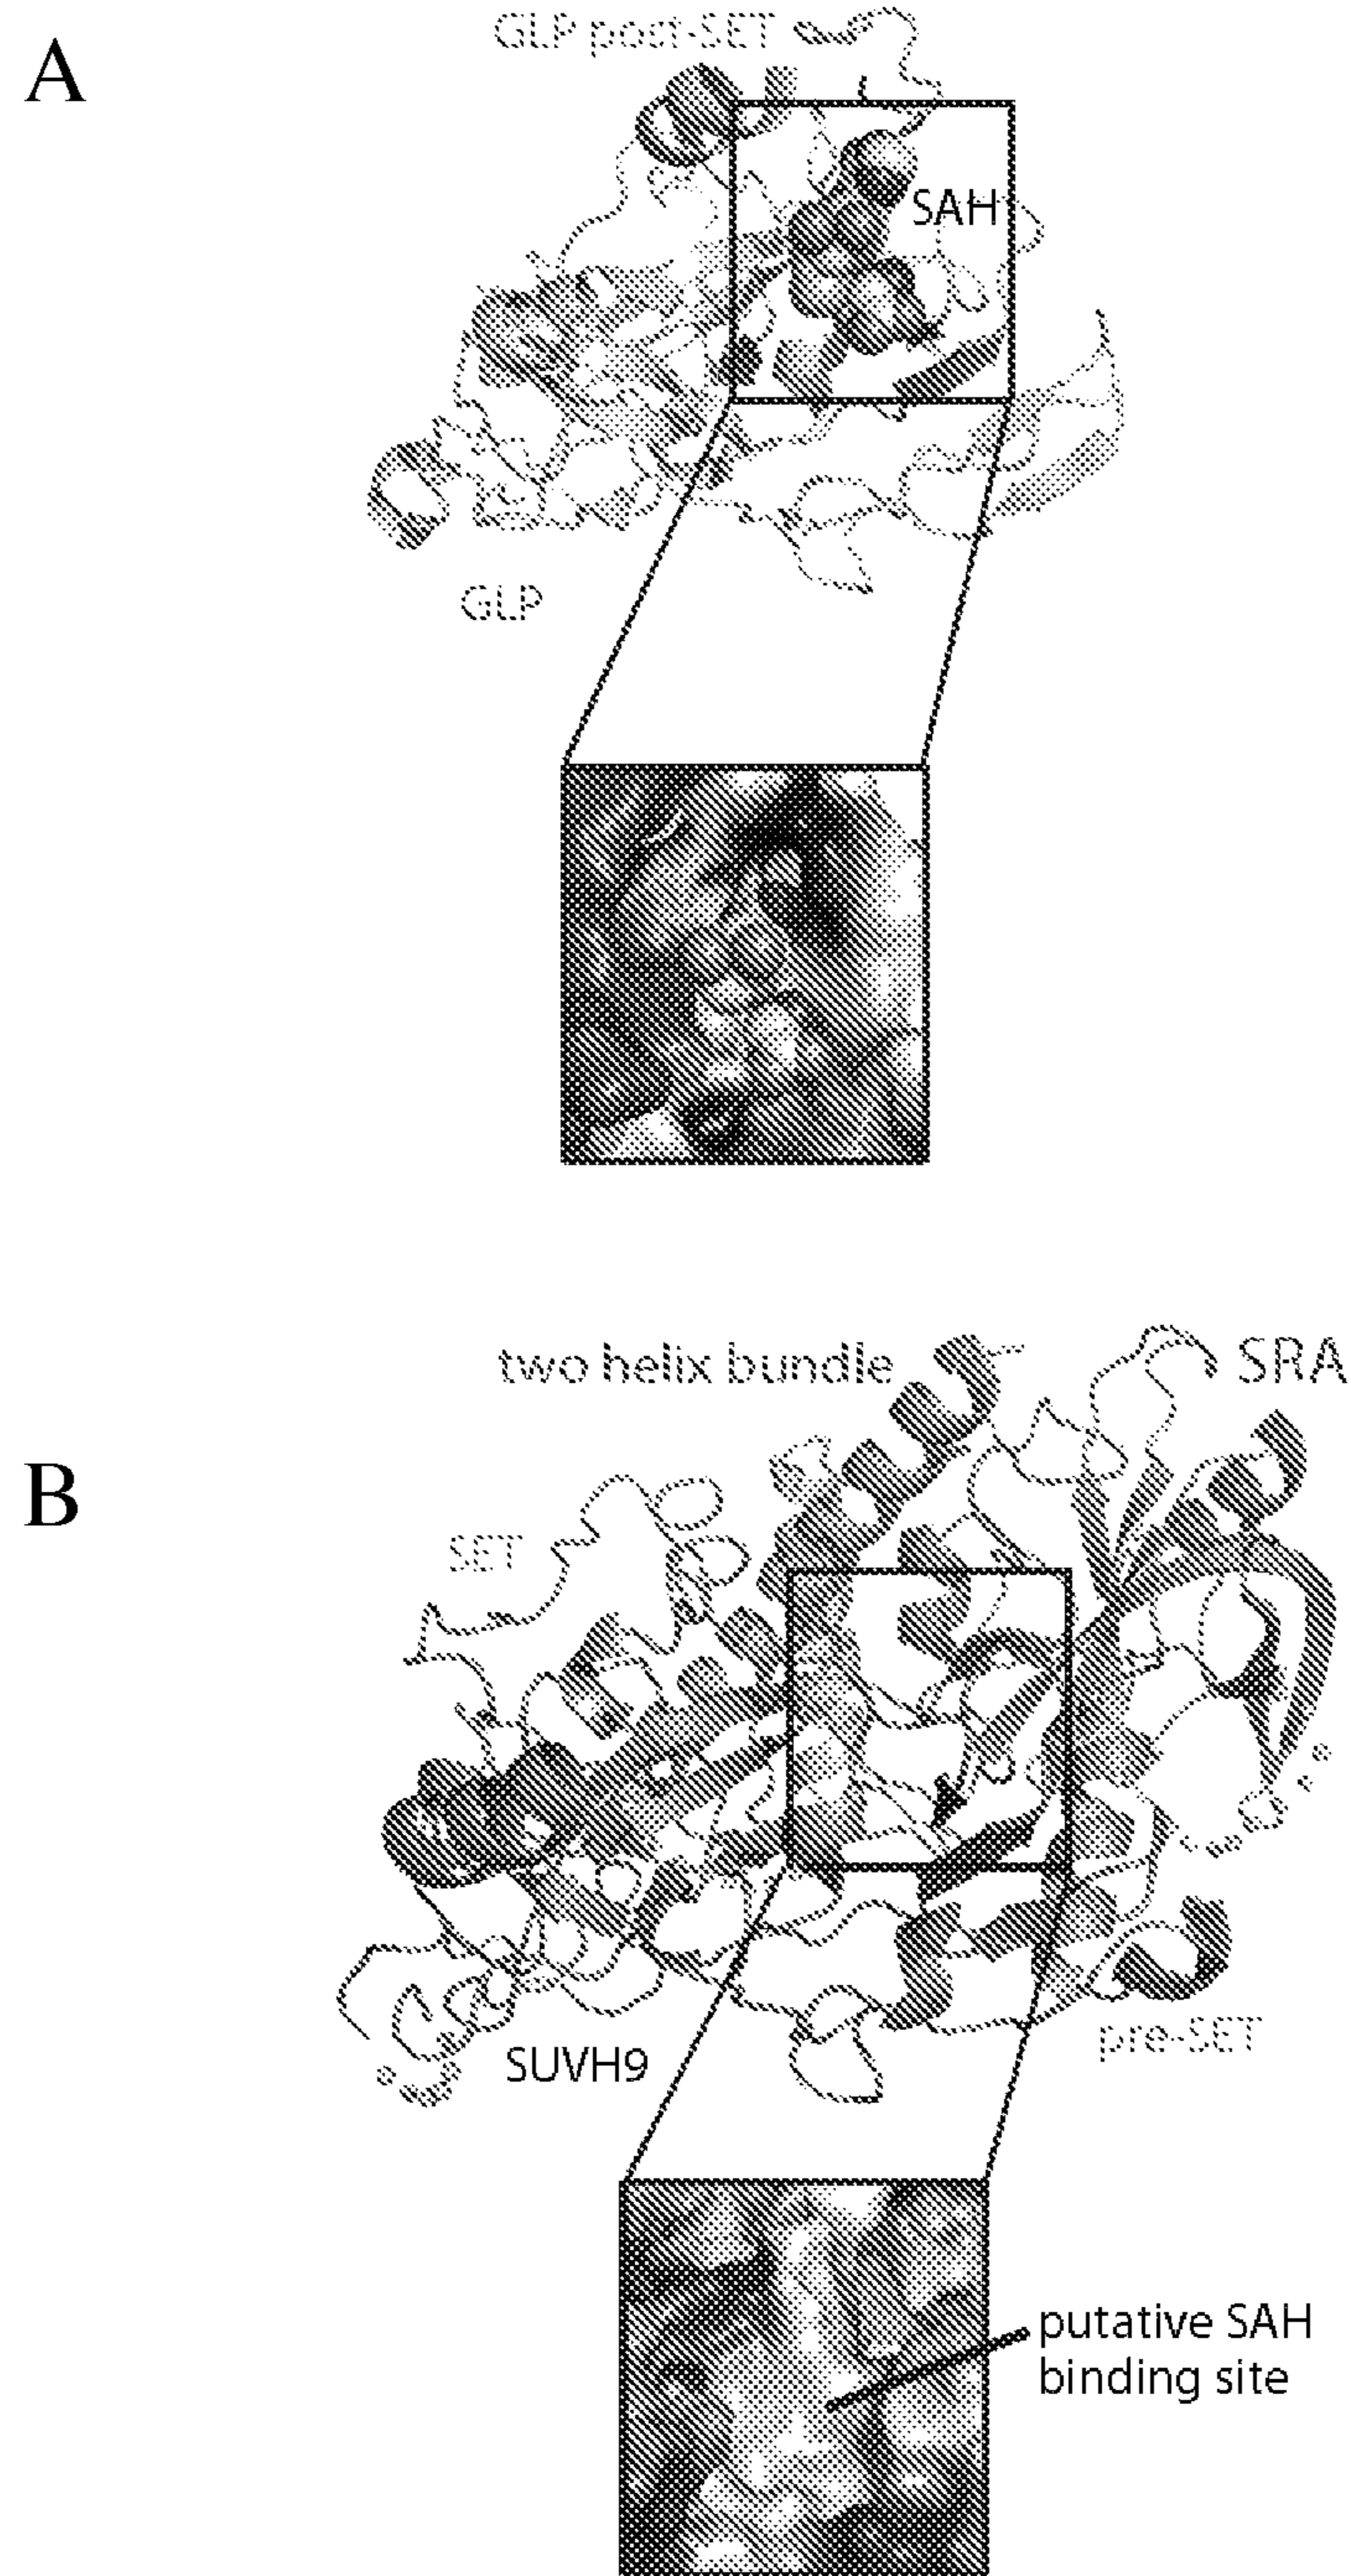 A
GLP post-SET
SAH
GLP
two helix bundle
SRA
B
SET
SUVH9
pre-SET
putative SAH
binding site